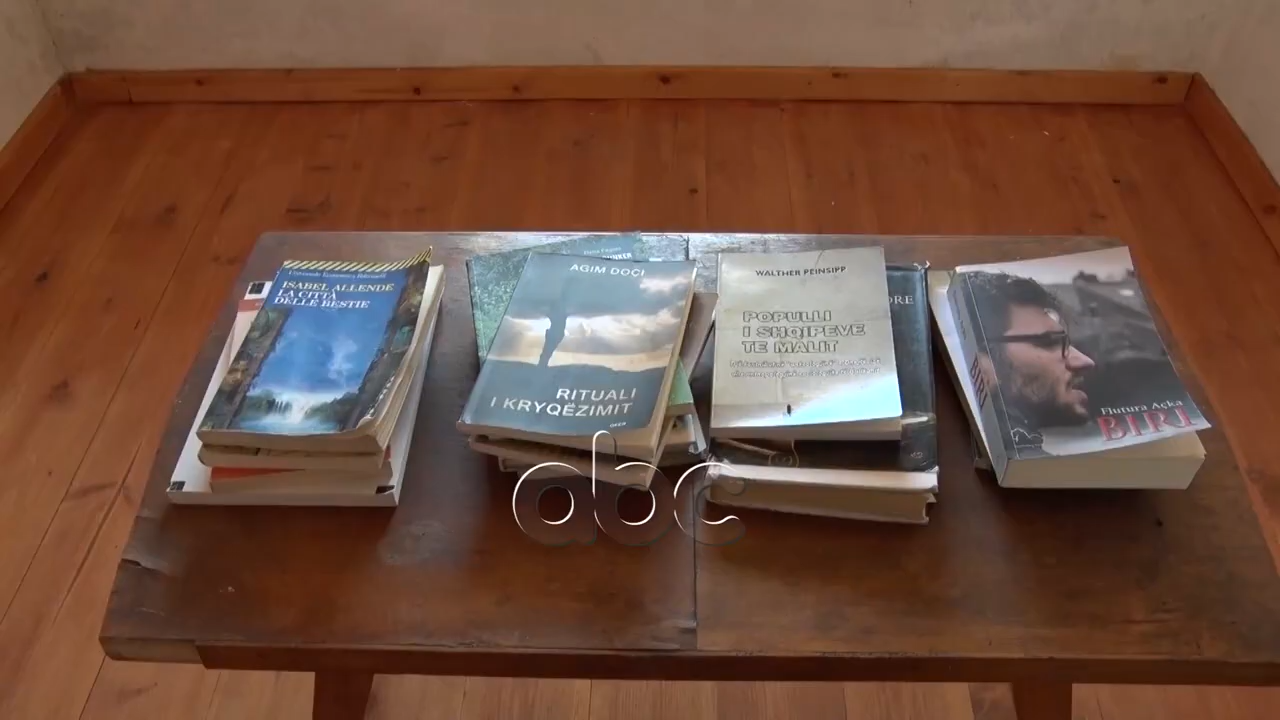 Universale Economica Feltrinelli
ISABEL ALLENDE
LA CITTÀ
DELLE BESTIE
AGIM DOÇI
RITUALI
I KRYQËZIMIT
WALTHER PEINSIPP
POPULLI
I SHQIPEVE
TE MALIT
BIRI
Flutura Açka
BIRI
abc